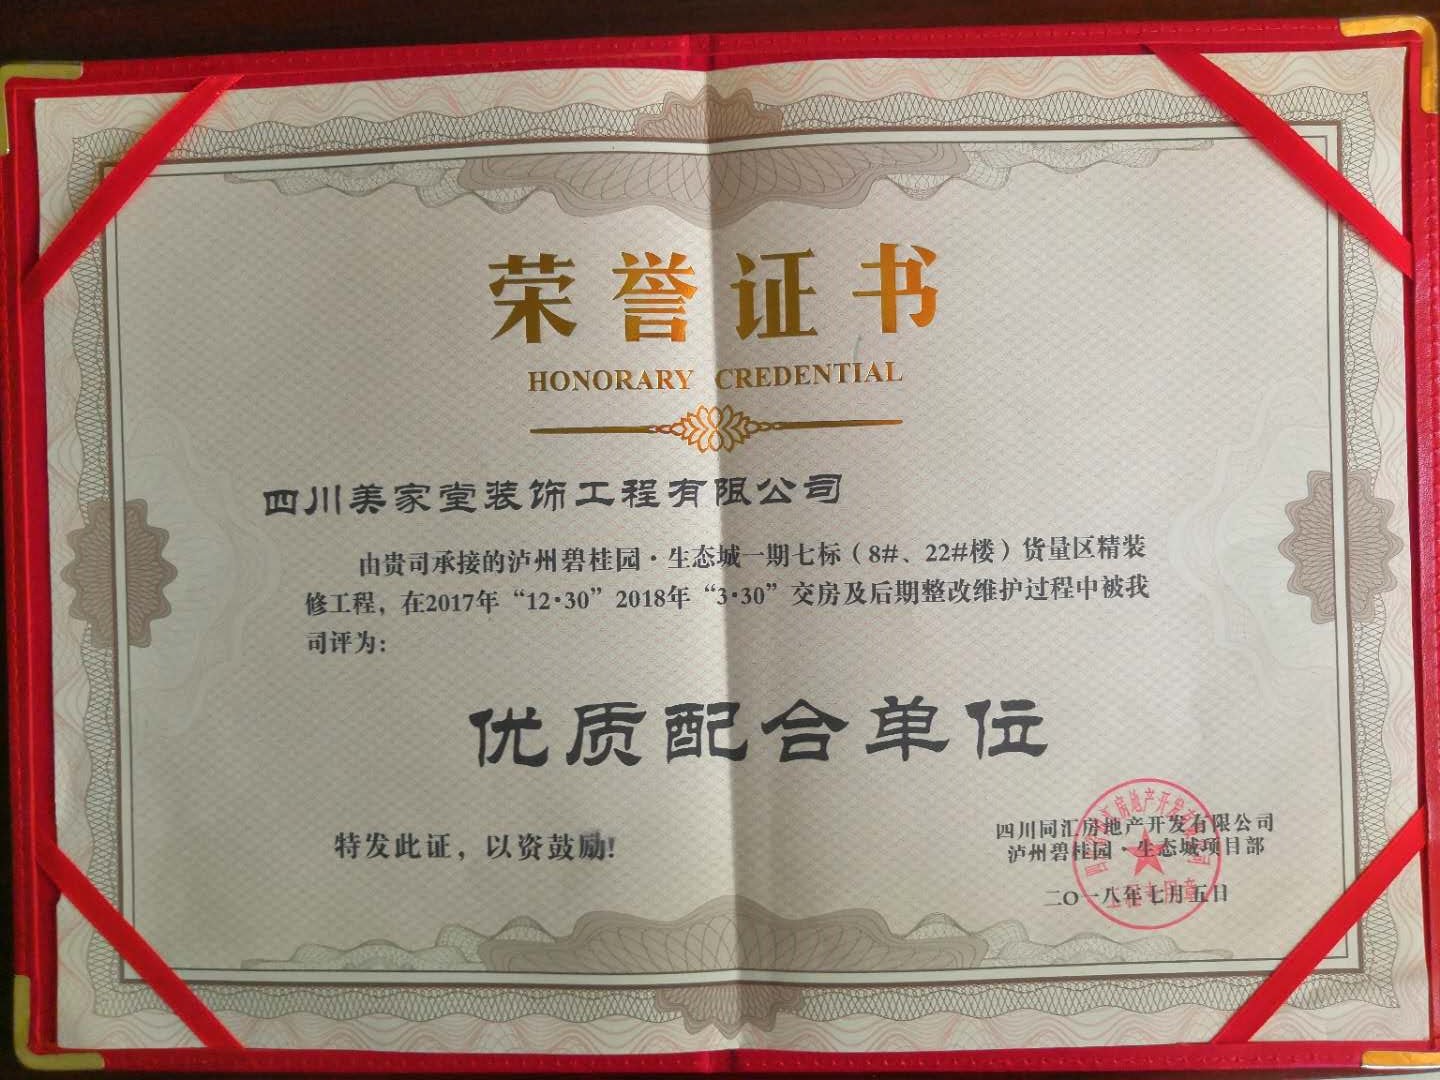 荣誉证书
HONORARY CREDENTIAL
四川美家堂装饰工程有限公司
由贵司承接的泸州碧桂园·生态城一期七标（8#、22#楼）货量区精装
修工程，在2017年“12·30”2018年“3·30”交房及后期整改维护过程中被我
司评为：
优质配合单位
特发此证，以资鼓励！
四川同汇房地产开发有限公司
泸州碧桂园·生态城项目部
二〇一八年七月五日